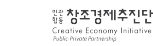 민관
합동 창조경제추진단
Creative Economy Initiative
Public Private Partnership